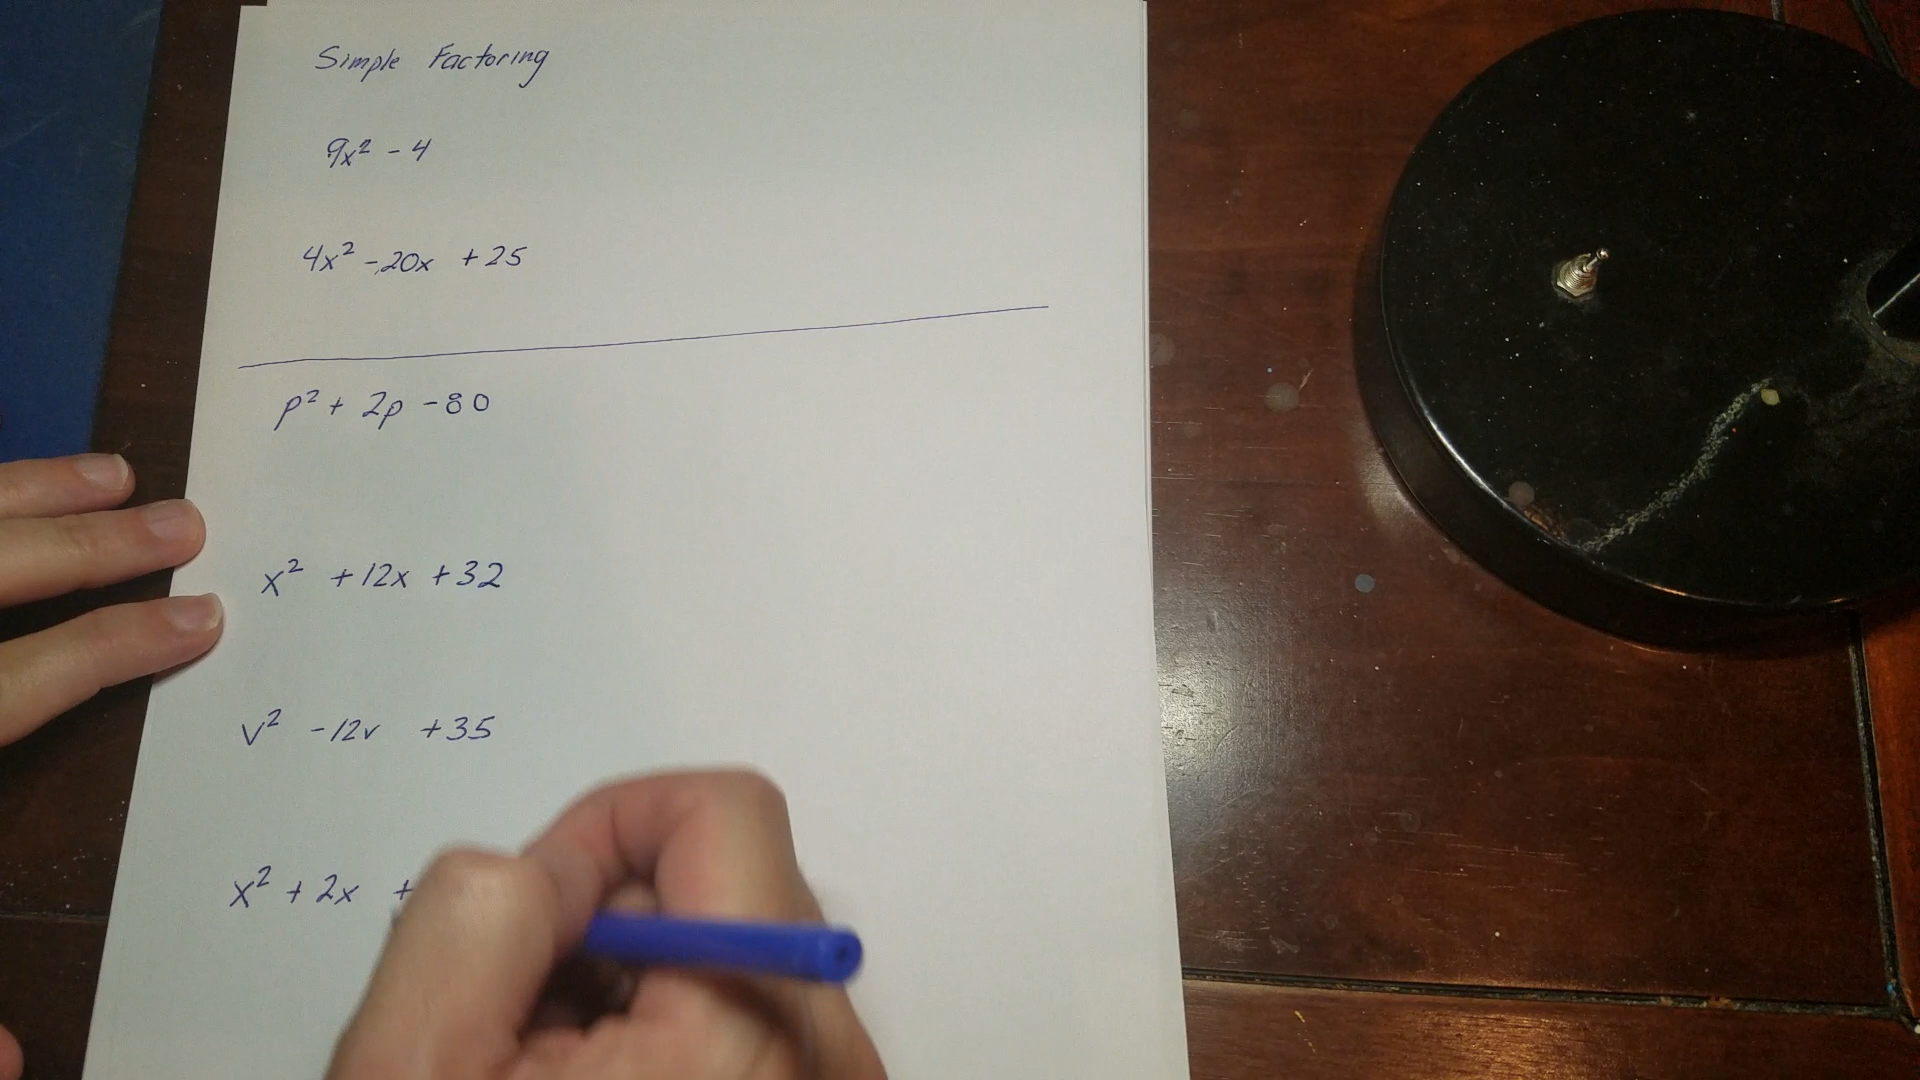 Simple Factoring
9x² - 4
4x² - 20x + 25
p² + 2p - 80
x² + 12x + 32
v² - 12v + 35
x² + 2x +